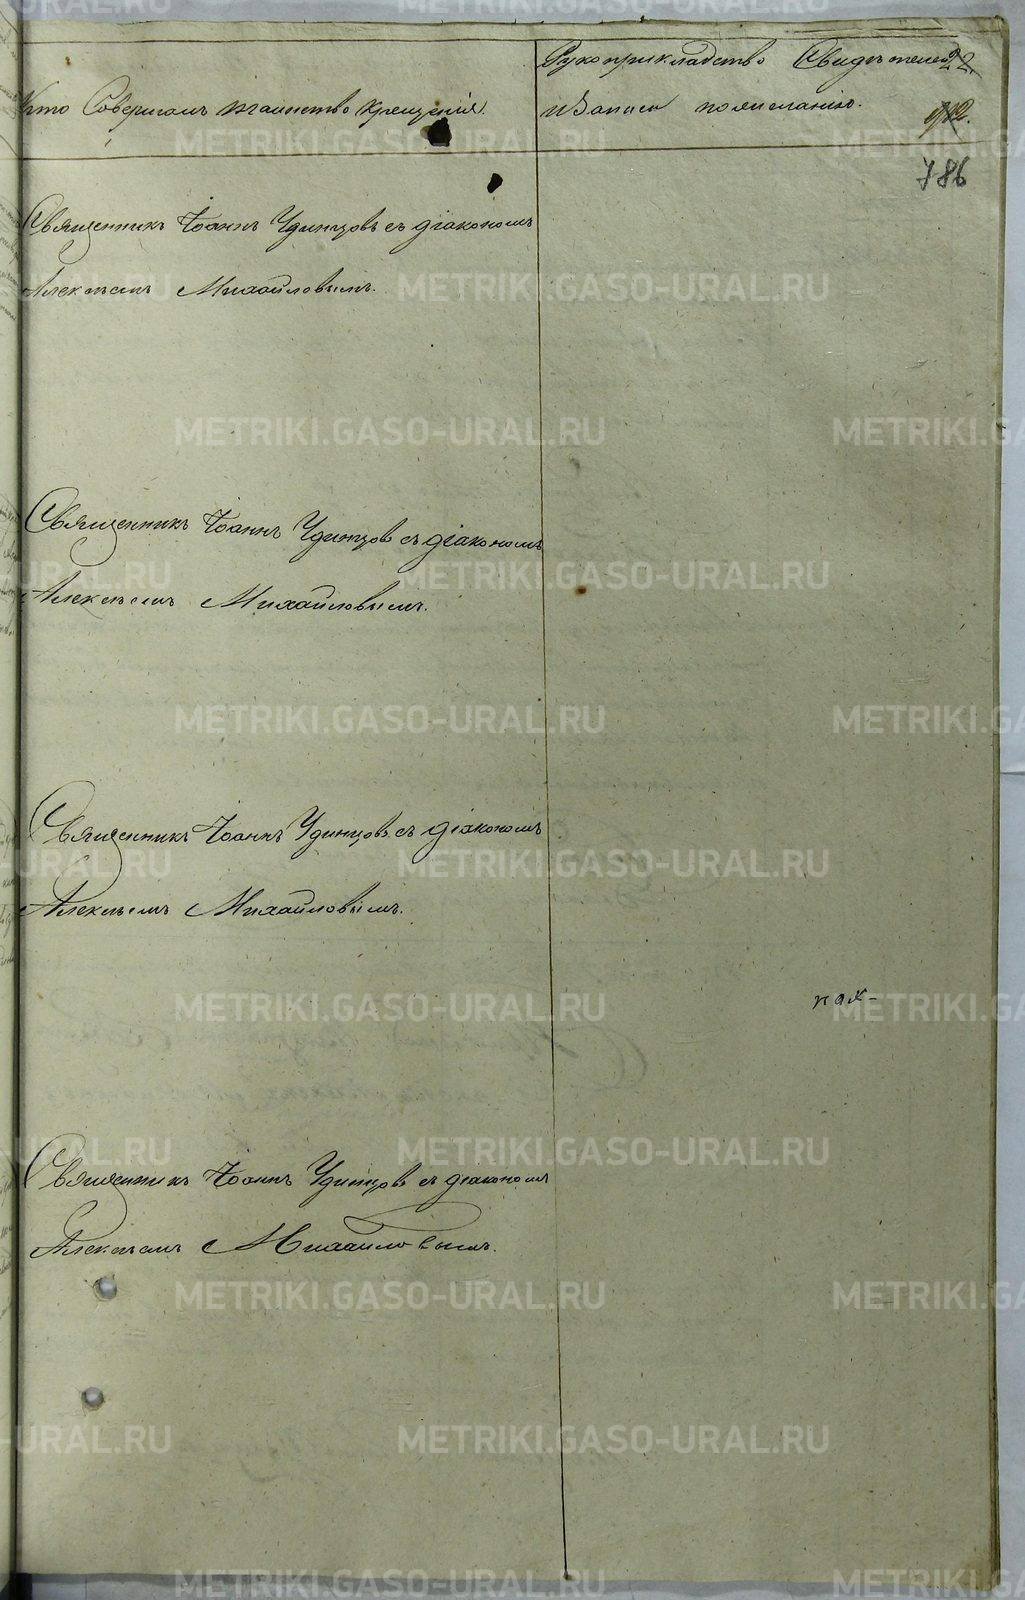 Кто Совершалъ таинство крещенія.
Рукоприкладство Свидѣтелей
записи пожеланію.
22.
786
Священникъ Іоаннъ Удинцовъ съ діакономъ
Алексѣемъ Михайловымъ.
Священникъ Іоаннъ Удинцовъ съ діакономъ
Алексѣемъ Михайловымъ.
Священникъ Іоаннъ Удинцовъ съ діакономъ
Алексѣемъ Михайловымъ.
Священникъ Іоаннъ Удинцовъ съ діакономъ
Алексѣемъ Михайловымъ.
METRIKI.GASO-URAL.RU